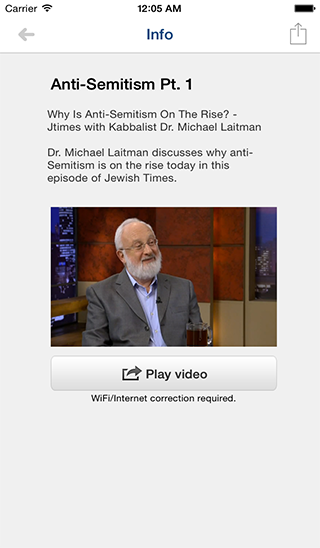 Carrier 12:05 AM
Info
Anti-Semitism Pt. 1
Why Is Anti-Semitism On The Rise? -
Jtimes with Kabbalist Dr. Michael Laitman
Dr. Michael Laitman discusses why anti-
Semitism is on the rise today in this
episode of Jewish Times.
Play video
WiFi/Internet correction required.